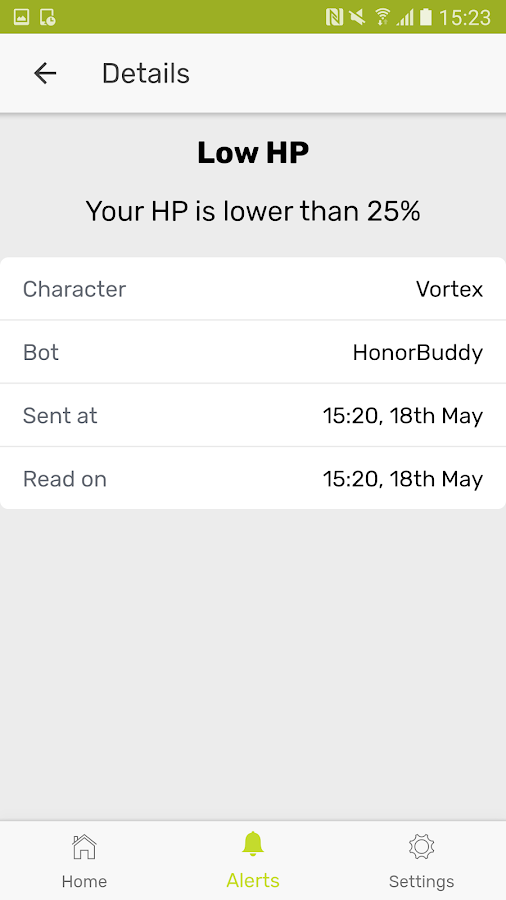 15:23
Details
Low HP
Your HP is lower than 25%
Character Vortex
Bot HonorBuddy
Sent at 15:20, 18th May
Read on 15:20, 18th May
Home Alerts Settings